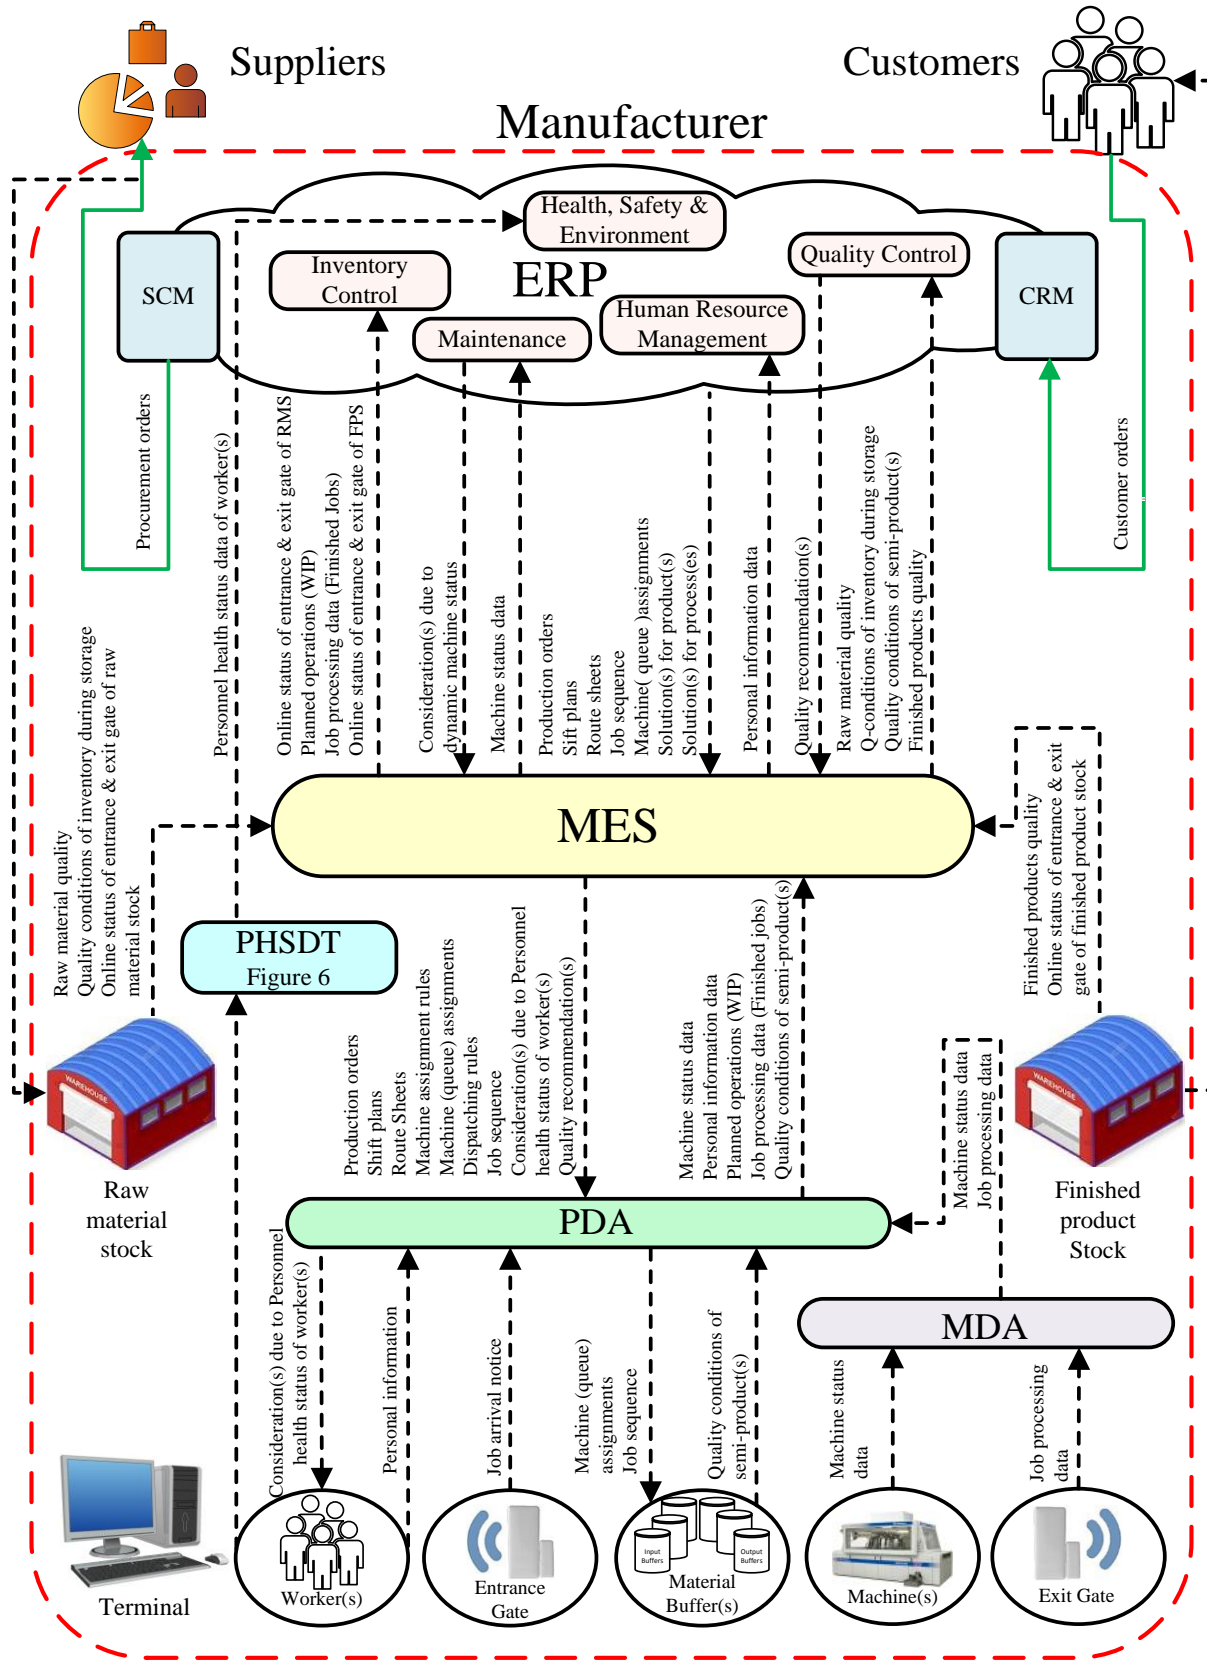 Suppliers
Customers
Manufacturer
Health, Safety &
Environment
SCM
Inventory
Control
ERP
Quality Control
CRM
Maintenance
Human Resource
Management
Procurement orders
Personnel health status data of worker(s)
Online status of entrance & exit gate of RMS
Planned operations (WIP)
Job processing data (Finished Jobs)
Online status of entrance & exit gate of FPS
Consideration(s) due to
dynamic machine status
Machine status data
Production orders
Sift plans
Route sheets
Job sequence
Machine( queue )assignments
Solution(s) for product(s)
Solution(s) for process(es)
Personal information data
Quality recommendation(s)
Raw material quality
Q-conditions of inventory during storage
Quality conditions of semi-product(s)
Finished products quality
Customer orders
MES
Raw material quality
Quality conditions of inventory during storage
Online status of entrance & exit gate of raw
material stock
PHSDT
Figure 6
Production orders
Shift plans
Route Sheets
Machine assignment rules
Machine (queue) assignments
Dispatching rules
Job sequence
Consideration(s) due to Personnel
health status of worker(s)
Quality recommendation(s)
Machine status data
Personal information data
Planned operations (WIP)
Job processing data (Finished jobs)
Quality conditions of semi-product(s)
Finished products quality
Online status of entrance & exit
gate of finished product stock
Machine status data
Job processing data
WAREHOUSE
Raw
material
stock
WAREHOUSE
Finished
product
Stock
PDA
Consideration(s) due to Personnel
health status of worker(s)
Personal information
Job arrival notice
Machine (queue)
assignments
Job sequence
Quality conditions of
semi-product(s)
MDA
Machine status
data
Job processing
data
Terminal
Worker(s)
Entrance
Gate
Input
Buffers
Output
Buffers
Material
Buffer(s)
Machine(s)
Exit Gate